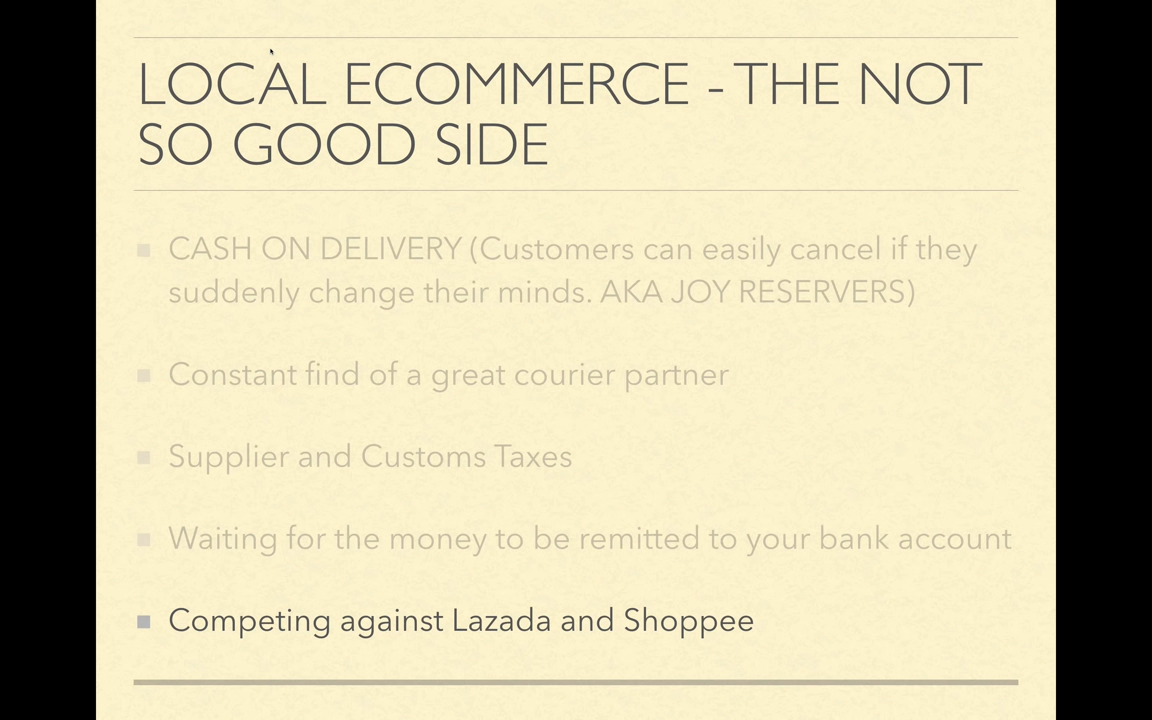 LOCAL ECOMMERCE - THE NOT
SO GOOD SIDE
CASH ON DELIVERY (Customers can easily cancel if they
suddenly change their minds. AKA JOY RESERVERS)
Constant find of a great courier partner
Supplier and Customs Taxes
Waiting for the money to be remitted to your bank account
Competing against Lazada and Shoppee